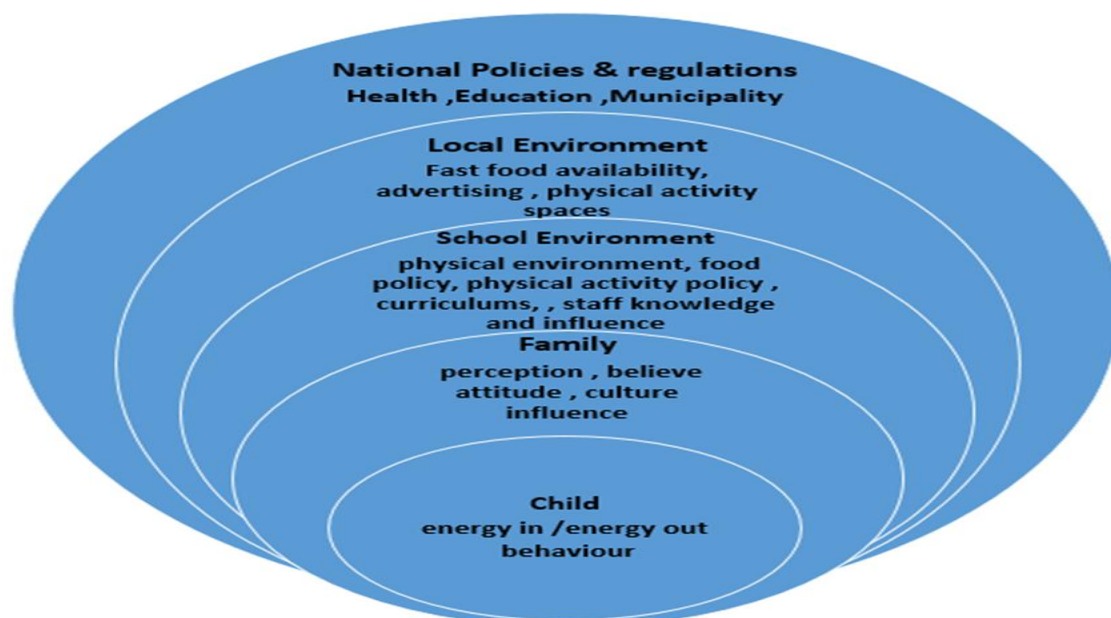 National Policies & regulations
Health ,Education ,Municipality
Local Environment
Fast food availability,
advertising , physical activity
spaces
School Environment
physical environment, food
policy, physical activity policy ,
curriculums, , staff knowledge
and influence
Family
perception , believe
attitude , culture
influence
Child
energy in /energy out
behaviour